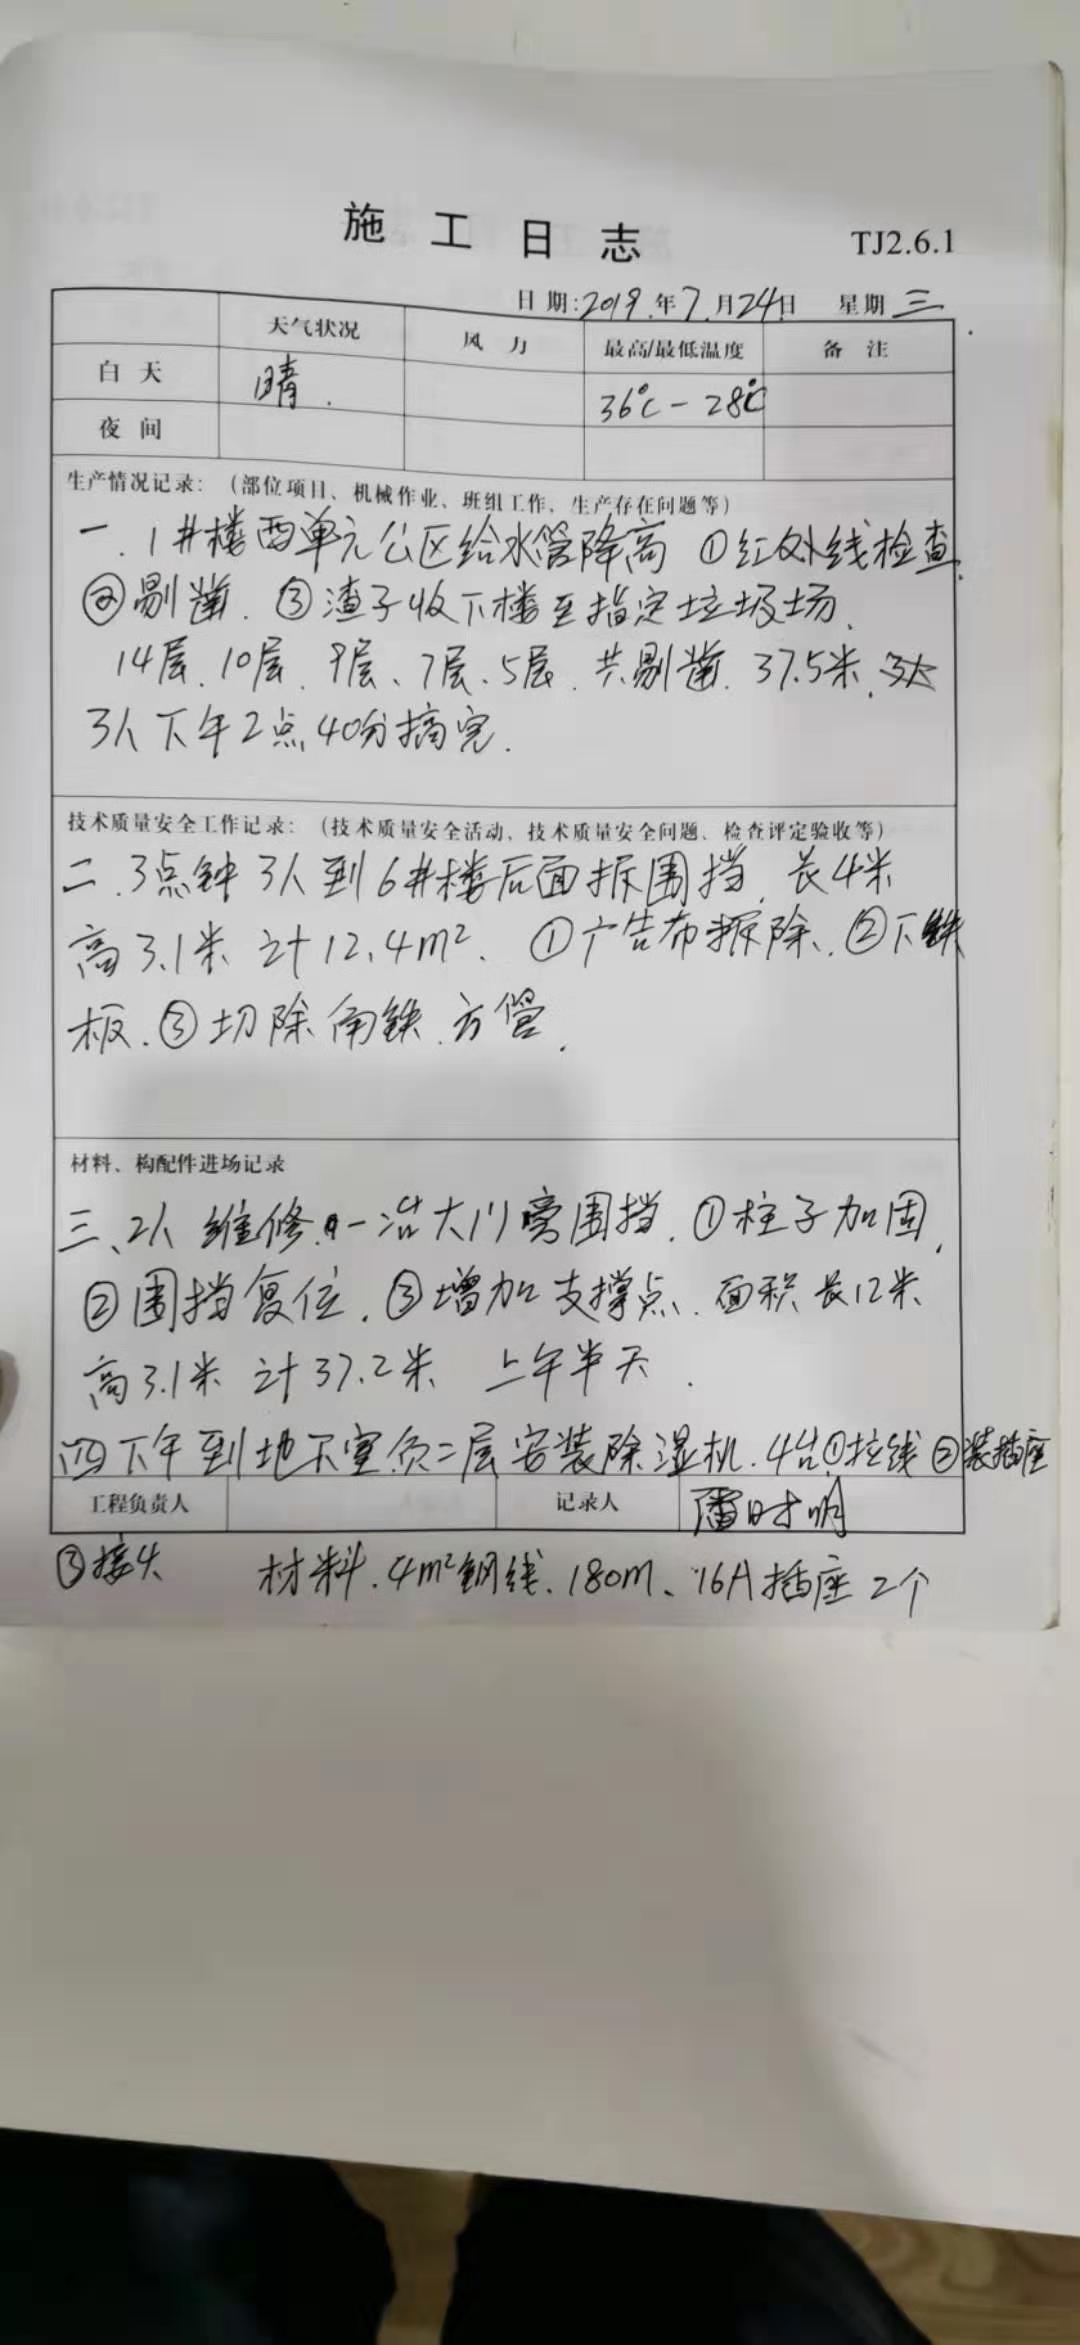 施工日志
TJ2.6.1
日期:2019年7月24日 星期三
天气状况 风力 最高/最低温度 备注
白天 晴. 36℃-28℃
夜间
生产情况记录：（部位项目、机械作业、班组工作、生产存在问题等）
一.1#楼西单元公区给水管降高 ①红外线检查.
②剔凿. ③渣子收下楼至指定垃圾场.
14层.10层.9层、7层、5层.共剔凿.37.5米.
3人下午2点40分搞完.
技术质量安全工作记录：（技术质量安全活动、技术质量安全问题、检查评定验收等）
二.3点钟3人到6#楼后面拆围挡.长4米
高3.1米 计12.4m². ①广告布拆除、②下铁
板.③切除角铁.方管.
材料、构配件进场记录
三、2人维修 一浩大川旁围挡.①柱子加固.
②围挡复位.③增加支撑点.面积长12米
高3.1米 计37.2米 上午半天.
四下午到地下室负二层安装除湿机.4台①拉线②装插座
工程负责人 记录人 潘时明
③接头 材料.4m²铜线、180m、16A插座2个